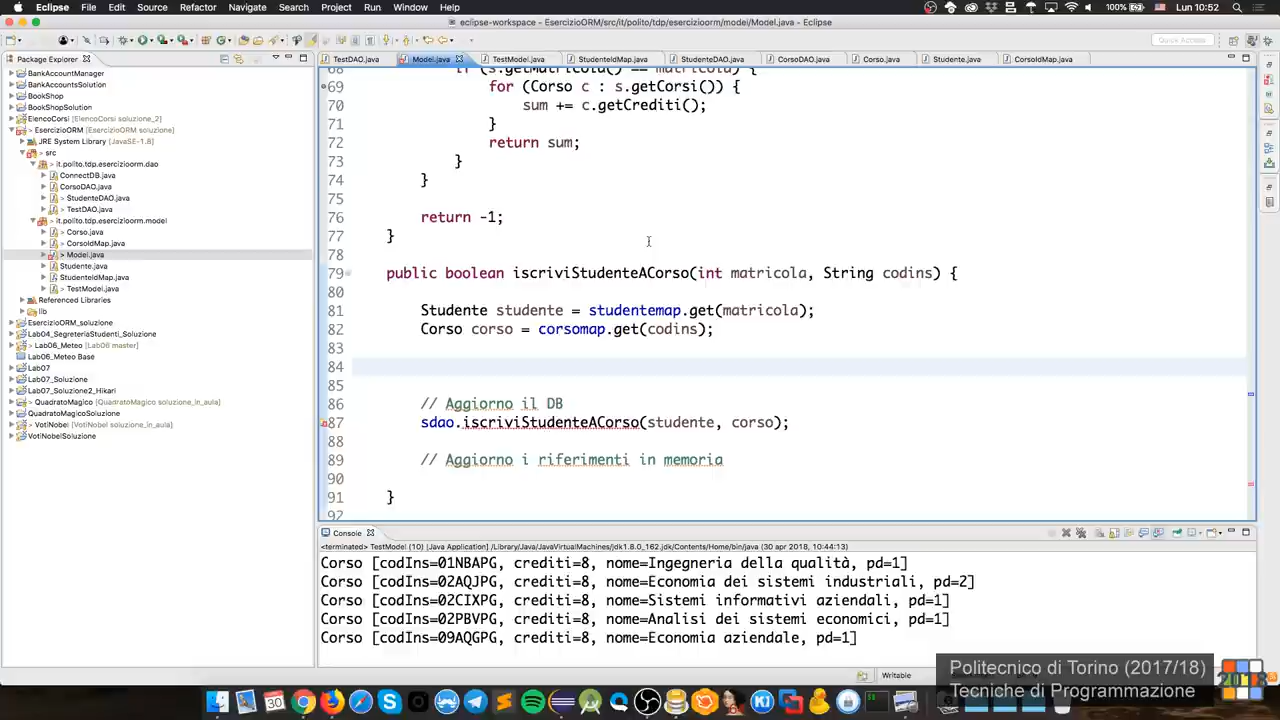 Eclipse File Edit Source Refactor Navigate Search Project Run Window Help 100% Lun 10:52
eclipse-workspace - EsercizioORM/src/it/polito/tdp/esercizioorm/model/Model.java - Eclipse
Quick Access
Package Explorer
TestDAO.java Model.java TestModel.java StudenteIdMap.java StudenteDAO.java CorsoDAO.java Corso.java Studente.java CorsoIdMap.java
BankAccountManager
BankAccountSolution
BookShop
BookShopSolution
ElencoCorsi (ElencoCorsi soluzione_2)
> EsercizioORM (EsercizioORM soluzione)
JRE System Library [JavaSE-1.8]
> src
> it.polito.tdp.esercizioorm.dao
ConnectDB.java
CorsoDAO.java
> StudenteDAO.java
> TestDAO.java
> it.polito.tdp.esercizioorm.model
> Corso.java
> CorsoIdMap.java
> Model.java
> Studente.java
> StudenteIdMap.java
> TestModel.java
Referenced Libraries
lib
EsercizioORM_soluzione
Lab04_SegreteriaStudenti_Soluzione
> Lab06_Meteo [Lab06 master]
Lab06_Meteo Base
Lab07
Lab07_Soluzione
Lab07_Soluzione2_Hikari
> QuadratoMagico (QuadratoMagico soluzione_in_aula)
QuadratoMagicoSoluzione
> VotiNobel (VotiNobel soluzione_in_aula)
VotiNobelSoluzione
68 if (s.getMatricola() == matricola) {
69 for (Corso c : s.getCorsi()) {
70 sum += c.getCrediti();
71 }
72 return sum;
73 }
74 }
75
76 return -1;
77 }
78
79 public boolean iscriviStudenteACorso(int matricola, String codins) {
80
81 Studente studente = studentemap.get(matricola);
82 Corso corso = corsomap.get(codins);
83
84
85
86 // Aggiorno il DB
87 sdao.iscriviStudenteACorso(studente, corso);
88
89 // Aggiorno i riferimenti in memoria
90
91 }
92
Console
<terminated> TestModel (10) [Java Application] /Library/Java/JavaVirtualMachines/jdk1.8.0_162.jdk/Contents/Home/bin/java (30 apr 2018, 10:44:13)
Corso [codIns=01NBAPG, crediti=8, nome=Ingegneria della qualità, pd=1]
Corso [codIns=02AQJPG, crediti=8, nome=Economia dei sistemi industriali, pd=2]
Corso [codIns=02CIXPG, crediti=8, nome=Sistemi informativi aziendali, pd=1]
Corso [codIns=02PBVPG, crediti=8, nome=Analisi dei sistemi economici, pd=1]
Corso [codIns=09AQGPG, crediti=8, nome=Economia aziendale, pd=1]
Writable
Politecnico di Torino (2017/18)
Tecniche di Programmazione